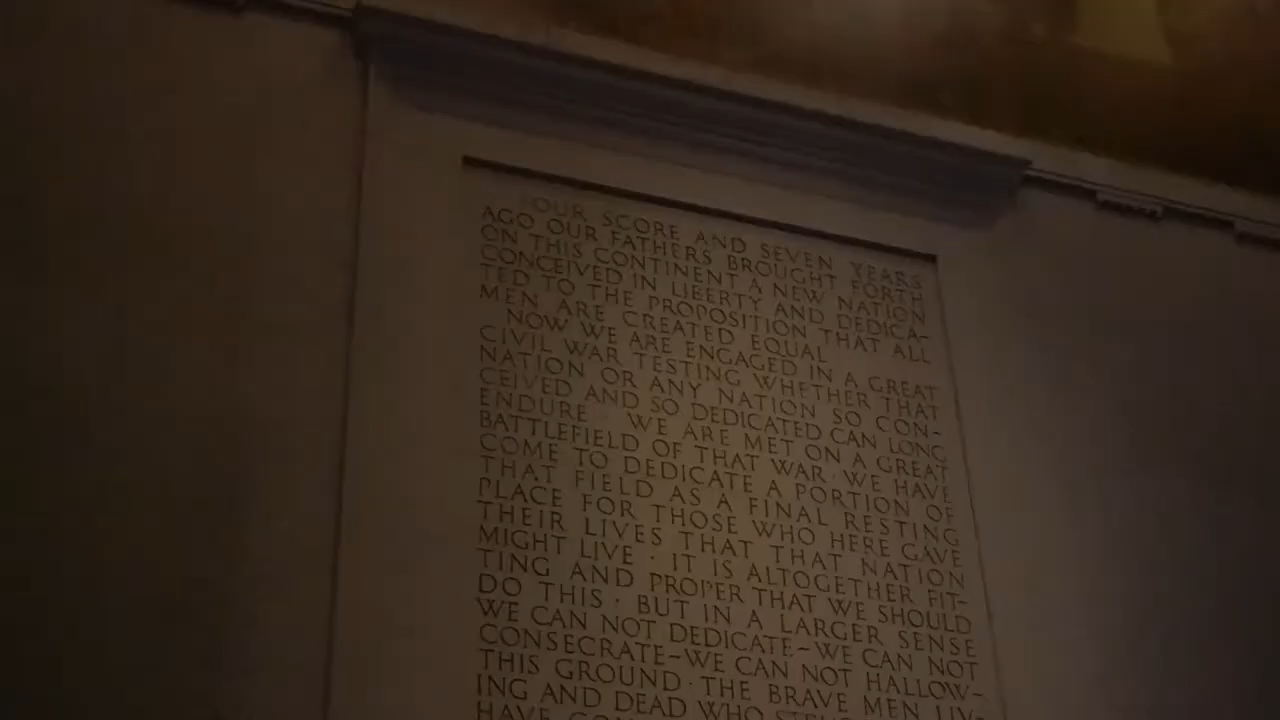 FOUR SCORE AND SEVEN YEARS
AGO OUR FATHERS BROUGHT FORTH
ON THIS CONTINENT A NEW NATION
CONCEIVED IN LIBERTY AND DEDICA-
TED TO THE PROPOSITION THAT ALL
MEN ARE CREATED EQUAL
NOW WE ARE ENGAGED IN A GREAT
CIVIL WAR TESTING WHETHER THAT
NATION OR ANY NATION SO CON-
CEIVED AND SO DEDICATED CAN LONG
ENDURE · WE ARE MET ON A GREAT
BATTLEFIELD OF THAT WAR · WE HAVE
COME TO DEDICATE A PORTION OF
THAT FIELD AS A FINAL RESTING
PLACE FOR THOSE WHO HERE GAVE
THEIR LIVES THAT THAT NATION
MIGHT LIVE · IT IS ALTOGETHER FIT-
TING AND PROPER THAT WE SHOULD
DO THIS · BUT IN A LARGER SENSE
WE CAN NOT DEDICATE-WE CAN NOT
CONSECRATE-WE CAN NOT HALLOW-
THIS GROUND · THE BRAVE MEN LIV-
ING AND DEAD WHO
HAVE